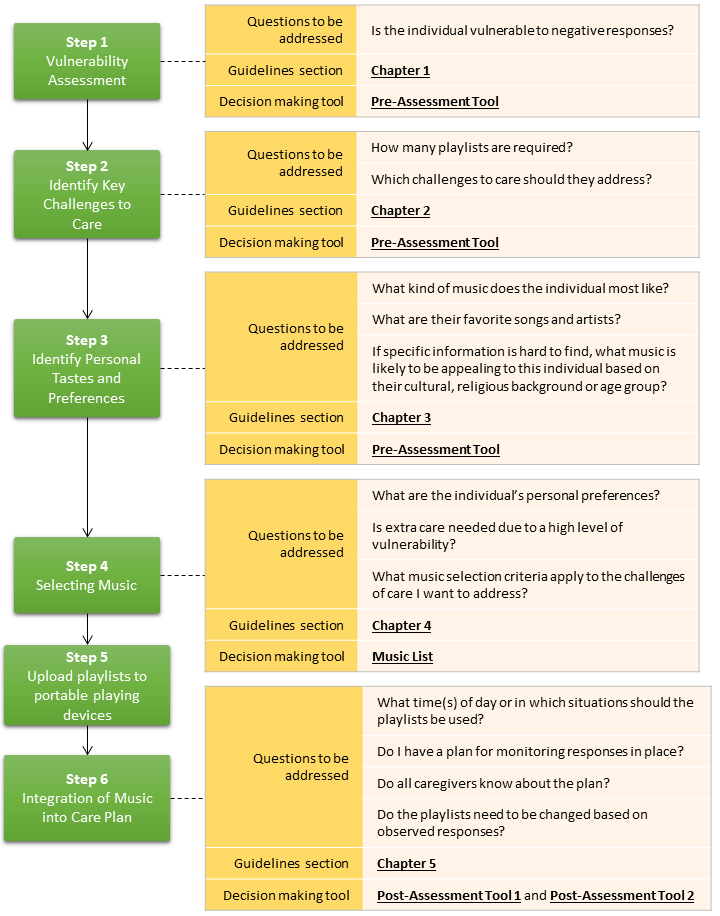 Step 1
Vulnerability
Assessment
Questions to be
addressed
Is the individual vulnerable to negative responses?
Guidelines section
Chapter 1
Decision making tool
Pre-Assessment Tool
Step 2
Identify Key
Challenges to
Care
Questions to be
addressed
How many playlists are required?
Which challenges to care should they address?
Guidelines section
Chapter 2
Decision making tool
Pre-Assessment Tool
Step 3
Identify Personal
Tastes and
Preferences
Questions to be
addressed
What kind of music does the individual most like?
What are their favorite songs and artists?
If specific information is hard to find, what music is
likely to be appealing to this individual based on
their cultural, religious background or age group?
Guidelines section
Chapter 3
Decision making tool
Pre-Assessment Tool
Step 4
Selecting Music
Questions to be
addressed
What are the individual’s personal preferences?
Is extra care needed due to a high level of
vulnerability?
What music selection criteria apply to the challenges
of care I want to address?
Guidelines section
Chapter 4
Decision making tool
Music List
Step 5
Upload playlists to
portable playing
devices
Step 6
Integration of Music
into Care Plan
Questions to be
addressed
What time(s) of day or in which situations should the
playlists be used?
Do I have a plan for monitoring responses in place?
Do all caregivers know about the plan?
Do the playlists need to be changed based on
observed responses?
Guidelines section
Chapter 5
Decision making tool
Post-Assessment Tool 1 and Post-Assessment Tool 2